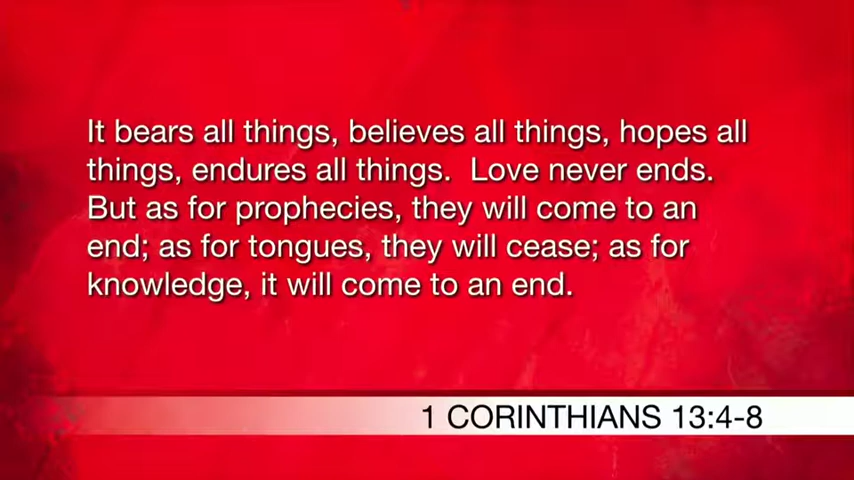 It bears all things, believes all things, hopes all
things, endures all things.  Love never ends.
But as for prophecies, they will come to an
end; as for tongues, they will cease; as for
knowledge, it will come to an end.
1 CORINTHIANS 13:4-8